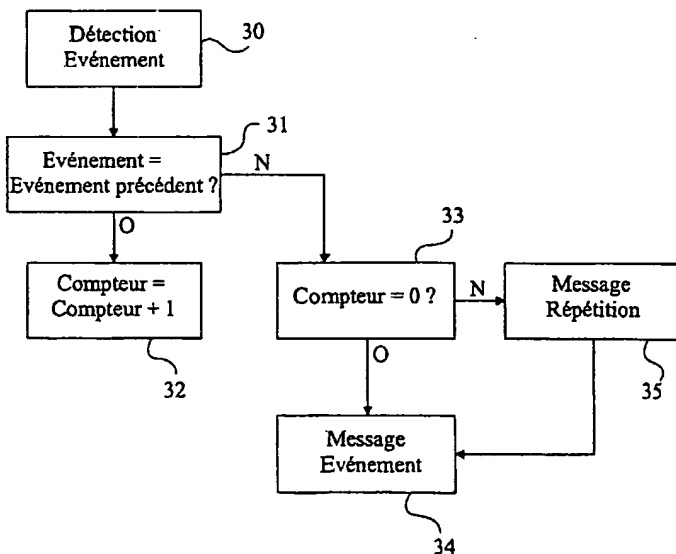 Détection
Evénement
30
31
Evénement =
Evénement précédent ?
N
O
33
Compteur =
Compteur + 1
Compteur = 0 ?
N
Message
Répétition
32
O
35
Message
Evénement
34